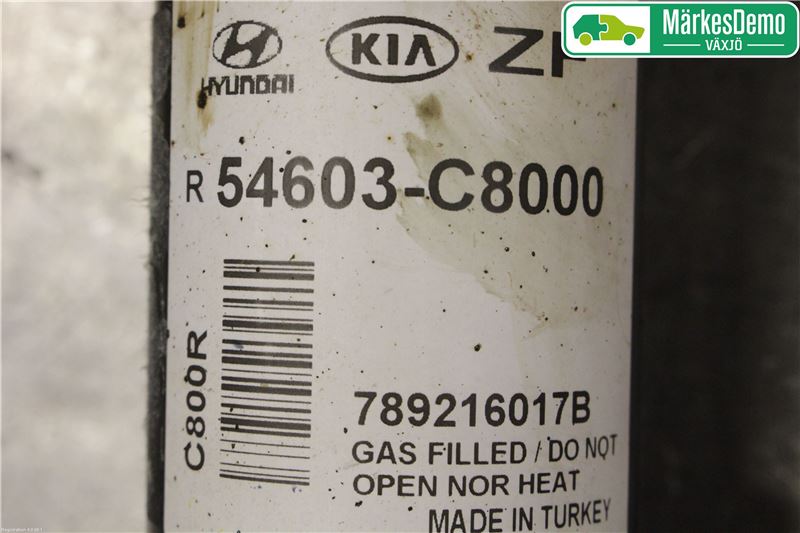 MärkesDemo
VÄXJÖ
HYUNDAI
KIA
ZF
R 54603-C8000
C800R
789216017B
GAS FILLED / DO NOT
OPEN NOR HEAT
MADE IN TURKEY